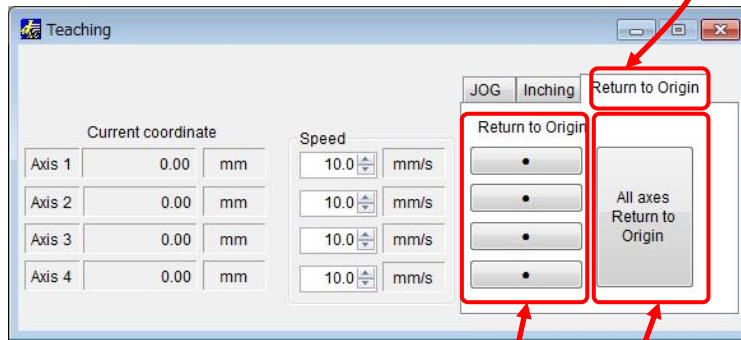 Teaching
JOG Inching Return to Origin
Current coordinate Speed Return to Origin
Axis 1 0.00 mm 10.0 mm/s
Axis 2 0.00 mm 10.0 mm/s
Axis 3 0.00 mm 10.0 mm/s
Axis 4 0.00 mm 10.0 mm/s
All axes
Return to
Origin